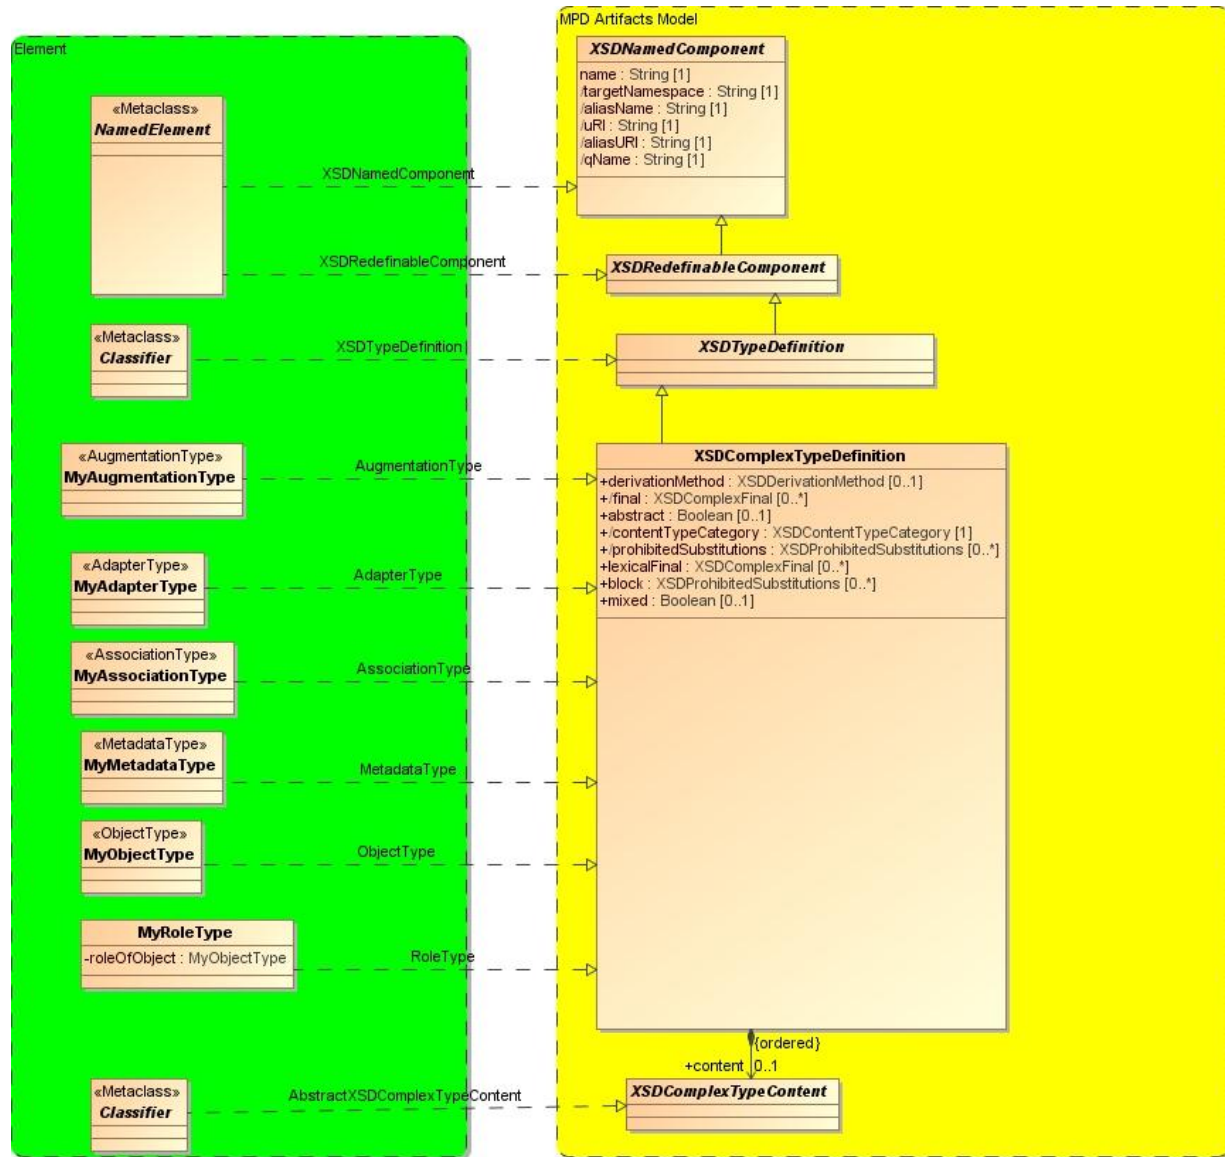 MPD Artifacts Model
Element
XSDNamedComponent
name : String [1]
/targetNamespace : String [1]
/aliasName : String [1]
/uRI : String [1]
/aliasURI : String [1]
/qName : String [1]
«Metaclass»
NamedElement
XSDNamedComponent
XSDRedefinableComponent
XSDRedefinableComponent
«Metaclass»
Classifier
XSDTypeDefinition
XSDTypeDefinition
«AugmentationType»
MyAugmentationType
AugmentationType
XSDComplexTypeDefinition
+derivationMethod : XSDDerivationMethod [0..1]
+/final : XSDComplexFinal [0..*]
+abstract : Boolean [0..1]
+/contentTypeCategory : XSDContentTypeCategory [1]
+/prohibitedSubstitutions : XSDProhibitedSubstitutions [0..*]
+lexicalFinal : XSDComplexFinal [0..*]
+block : XSDProhibitedSubstitutions [0..*]
+mixed : Boolean [0..1]
«AdapterType»
MyAdapterType
AdapterType
«AssociationType»
MyAssociationType
AssociationType
«MetadataType»
MyMetadataType
MetadataType
«ObjectType»
MyObjectType
ObjectType
MyRoleType
-roleOfObject : MyObjectType
RoleType
{ordered}
+content 0..1
«Metaclass»
Classifier
AbstractXSDComplexTypeContent
XSDComplexTypeContent